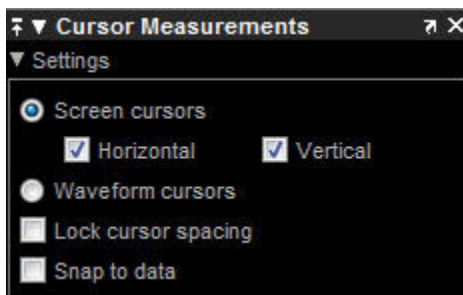 Cursor Measurements
Settings
Screen cursors
Horizontal Vertical
Waveform cursors
Lock cursor spacing
Snap to data